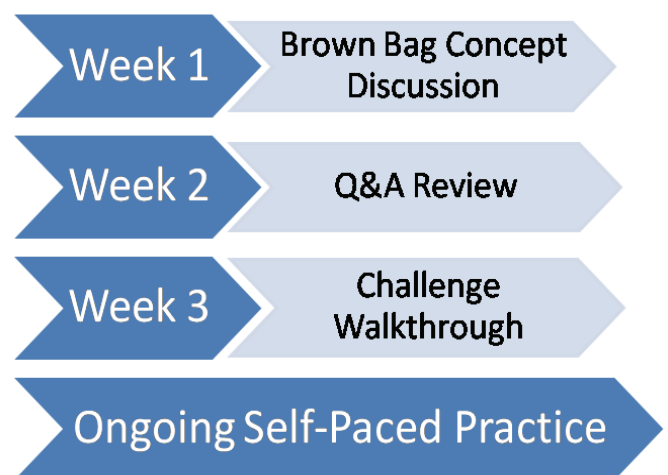 Week 1
Brown Bag Concept
Discussion
Week 2
Q&A Review
Week 3
Challenge
Walkthrough
Ongoing Self-Paced Practice